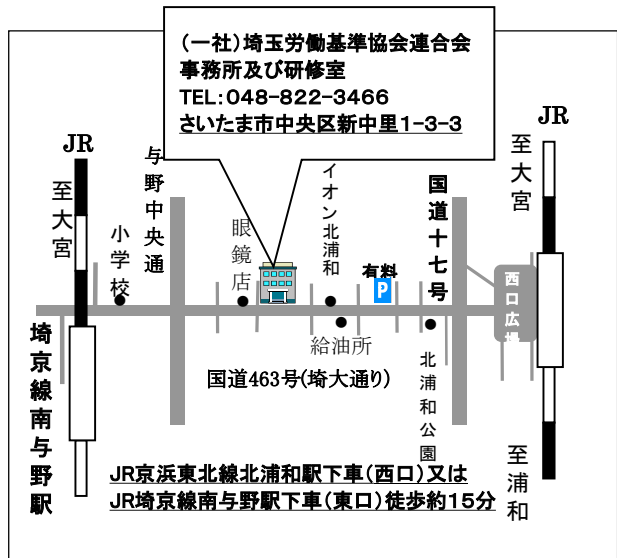 (一社)埼玉労働基準協会連合会
事務所及び研修室
TEL:048-822-3466
さいたま市中央区新中里1-3-3
JR
至大宮
小学校
与野中央通
眼鏡店
イオン北浦和
有料
P
国道十七号
JR
至大宮
西口広場
埼京線南与野駅
給油所
国道463号(埼大通り)
北浦和公園
至浦和
JR京浜東北線北浦和駅下車(西口)又は
JR埼京線南与野駅下車(東口)徒歩約15分